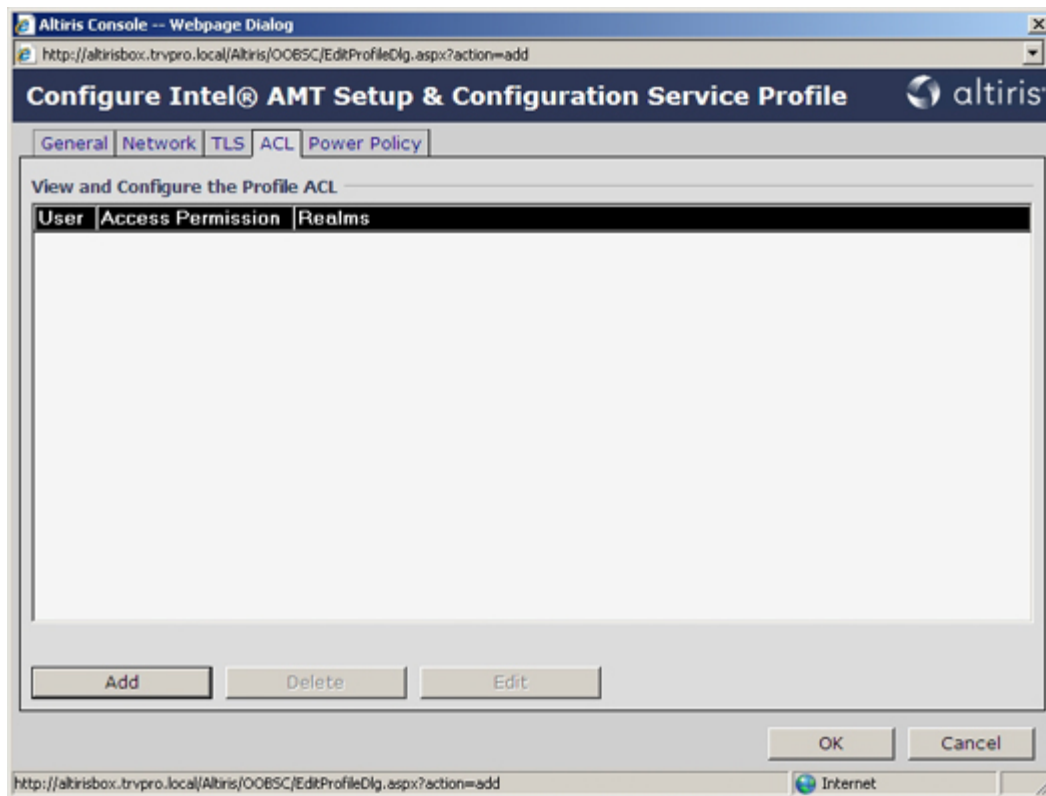 Altiris Console -- Webpage Dialog
http://altirisbox.trvpro.local/Altiris/OOBSC/EditProfileDlg.aspx?action=add
Configure Intel® AMT Setup & Configuration Service Profile altiris
General Network TLS ACL Power Policy
View and Configure the Profile ACL
User Access Permission Realms
Add Delete Edit
OK Cancel
http://altirisbox.trvpro.local/Altiris/OOBSC/EditProfileDlg.aspx?action=add Internet